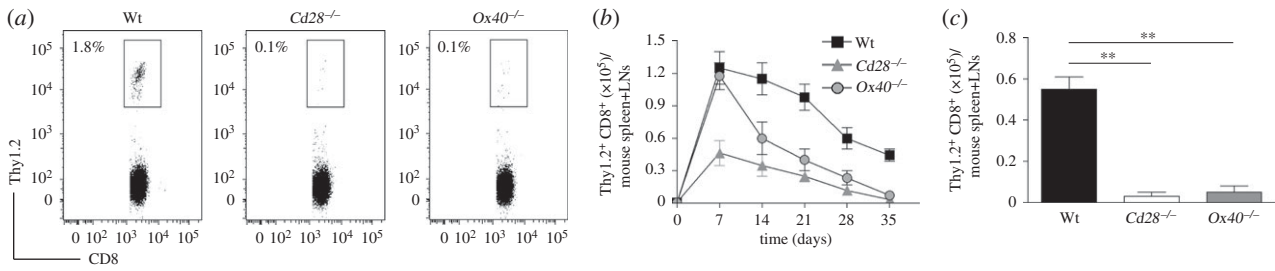 (a)
Wt
Cd28–/–
Ox40–/–
1.8%
0.1%
0.1%
10⁵
10⁴
10³
10²
0
10⁵
10⁴
10³
10²
0
10⁵
10⁴
10³
10²
0
Thy1.2
0 10² 10³ 10⁴ 10⁵
0 10² 10³ 10⁴ 10⁵
0 10² 10³ 10⁴ 10⁵
CD8
(b)
Thy1.2⁺ CD8⁺ (×10⁵)/
mouse spleen+LNs
1.5
1.2
0.9
0.6
0.3
0
Wt
Cd28–/–
Ox40–/–
0 7 14 21 28 35
time (days)
(c)
Thy1.2⁺ CD8⁺ (×10⁵)/
mouse spleen+LNs
0.8
0.6
0.4
0.2
0
**
**
Wt Cd28–/– Ox40–/–